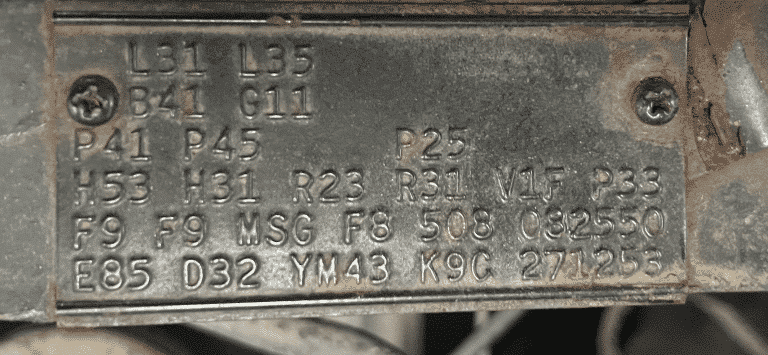 L31 L35
B41 G11
P41 P45 P25
H53 H31 R23 R31 V1F P33
F9 F9 MSG F8 508 082550
E85 D32 YM43 K9C 271253